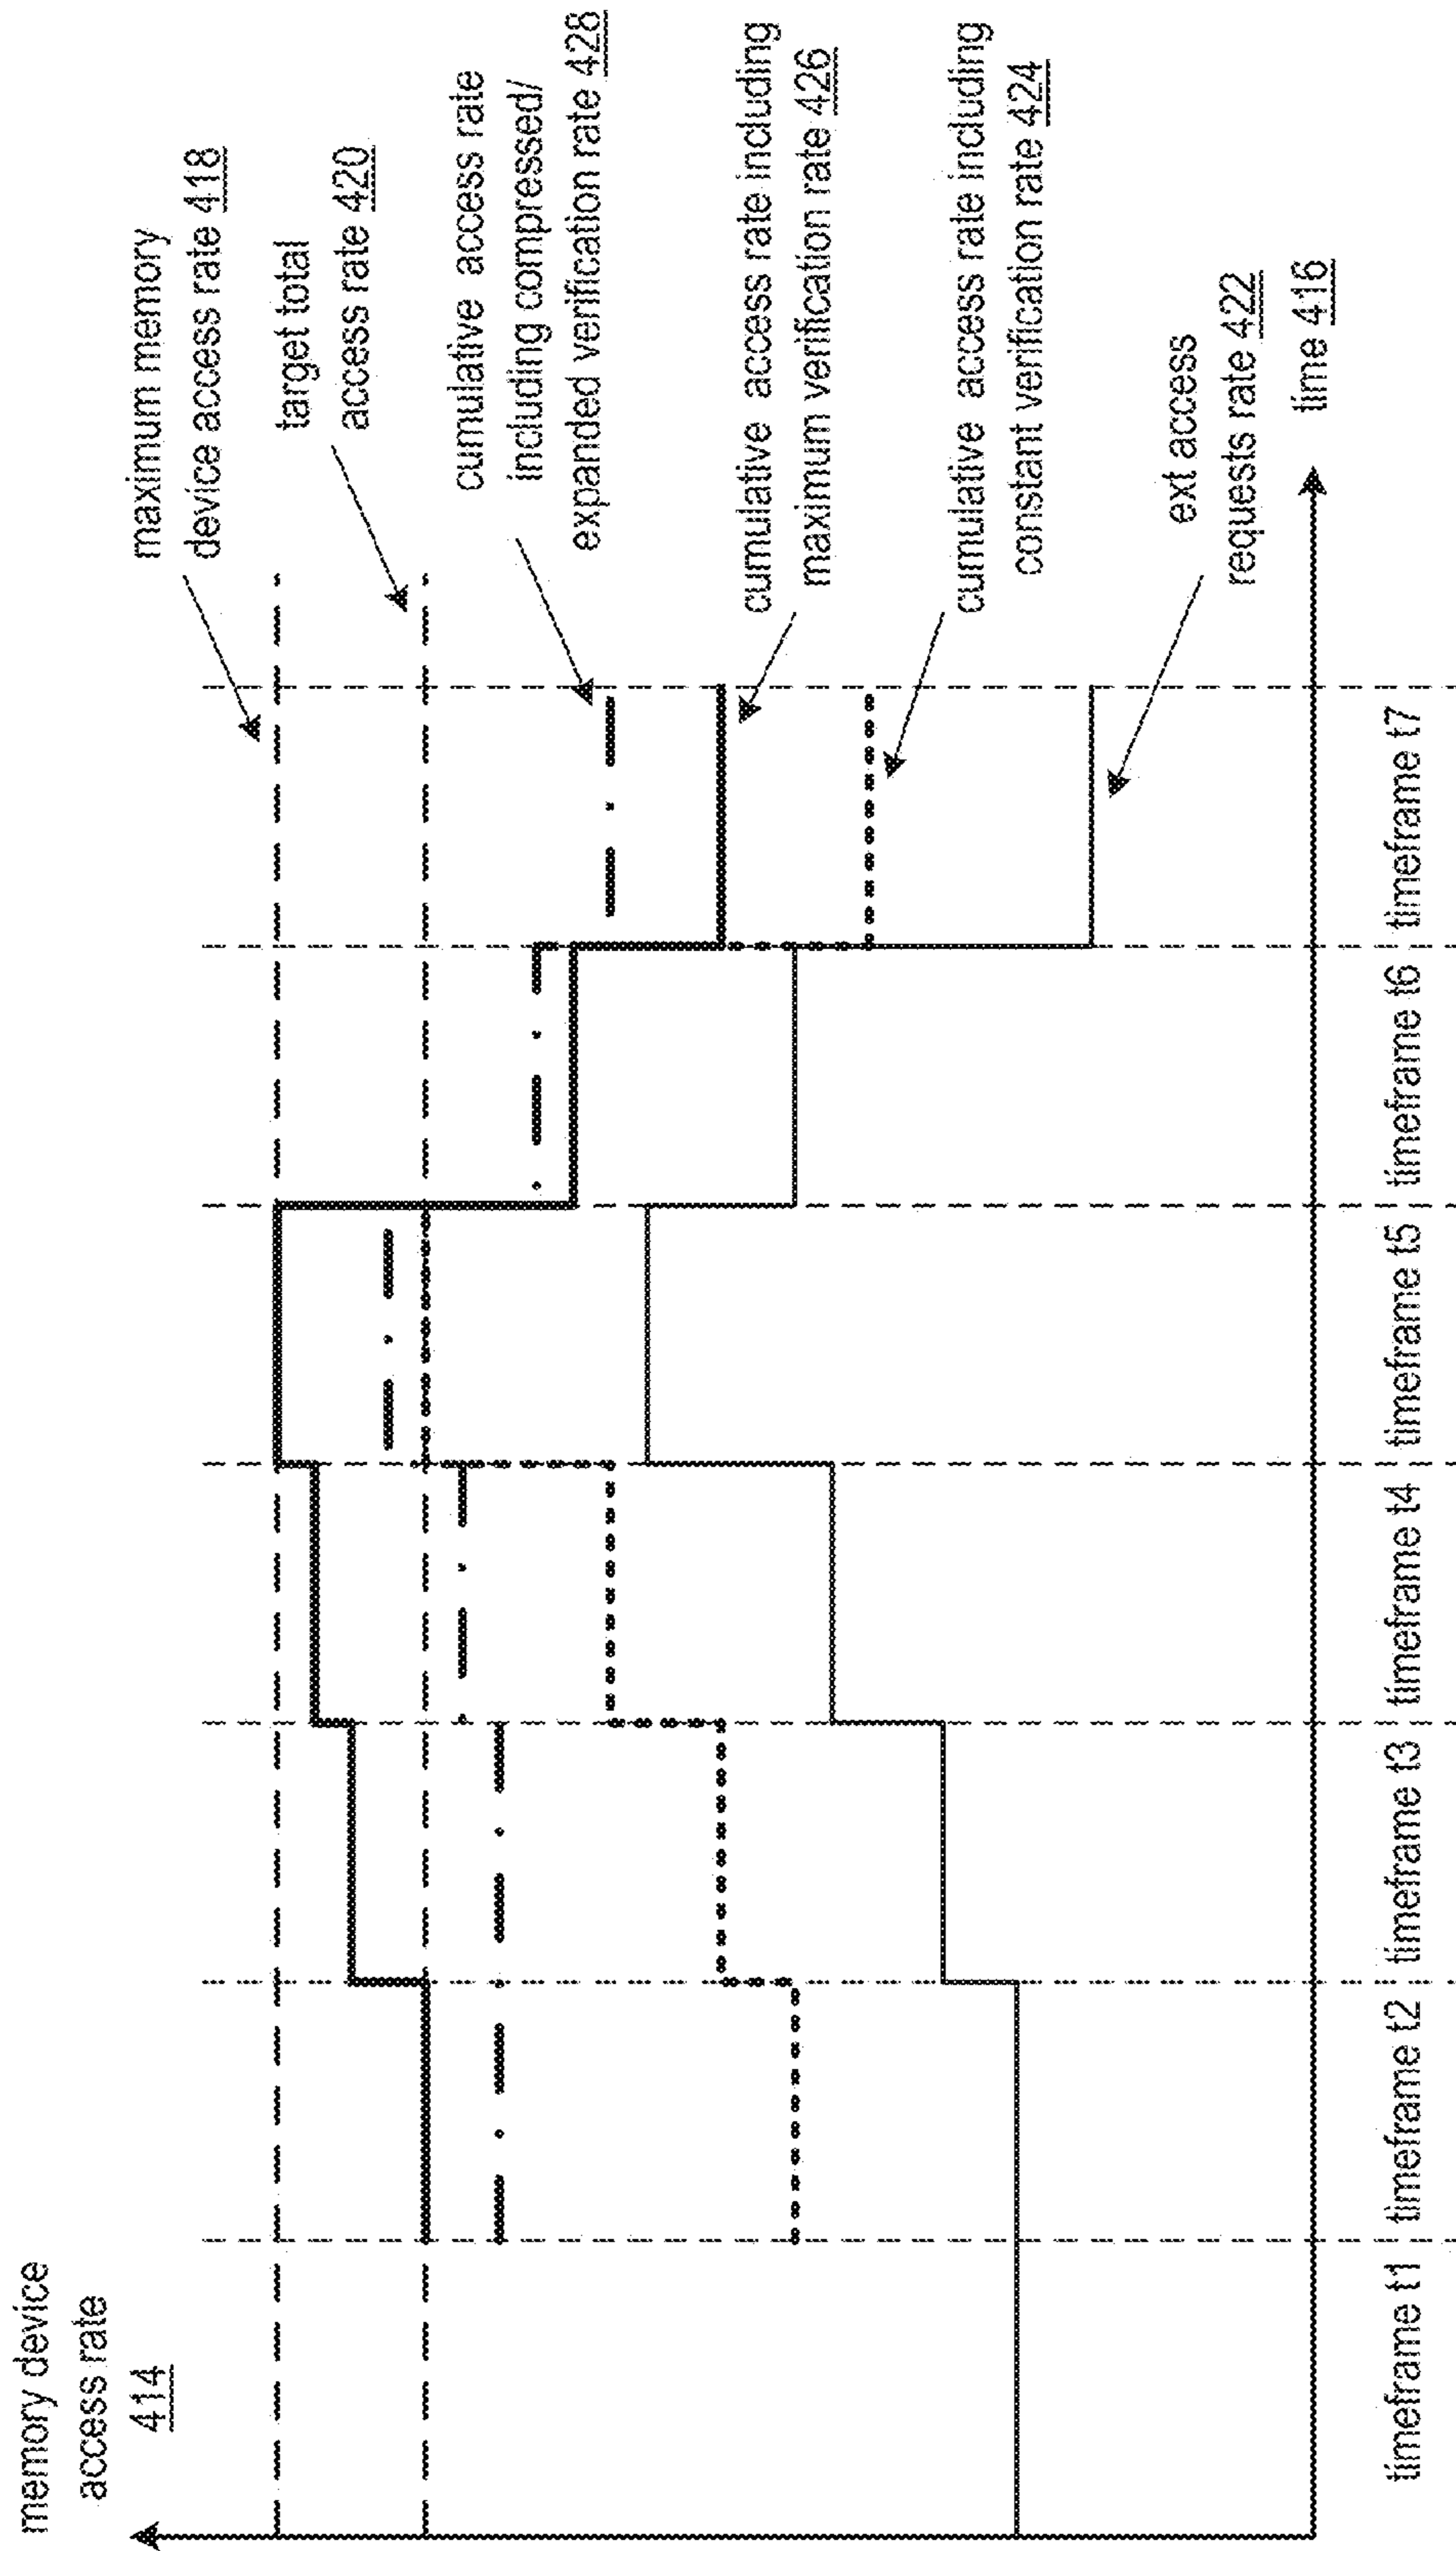 memory device
access rate
414
maximum memory
device access rate 418
target total
access rate 420
cumulative access rate
including compressed/
expanded verification rate 428
cumulative access rate including
maximum verification rate 426
cumulative access rate including
constant verification rate 424
ext access
requests rate 422
time 416
timeframe t1
timeframe t2
timeframe t3
timeframe t4
timeframe t5
timeframe t6
timeframe t7